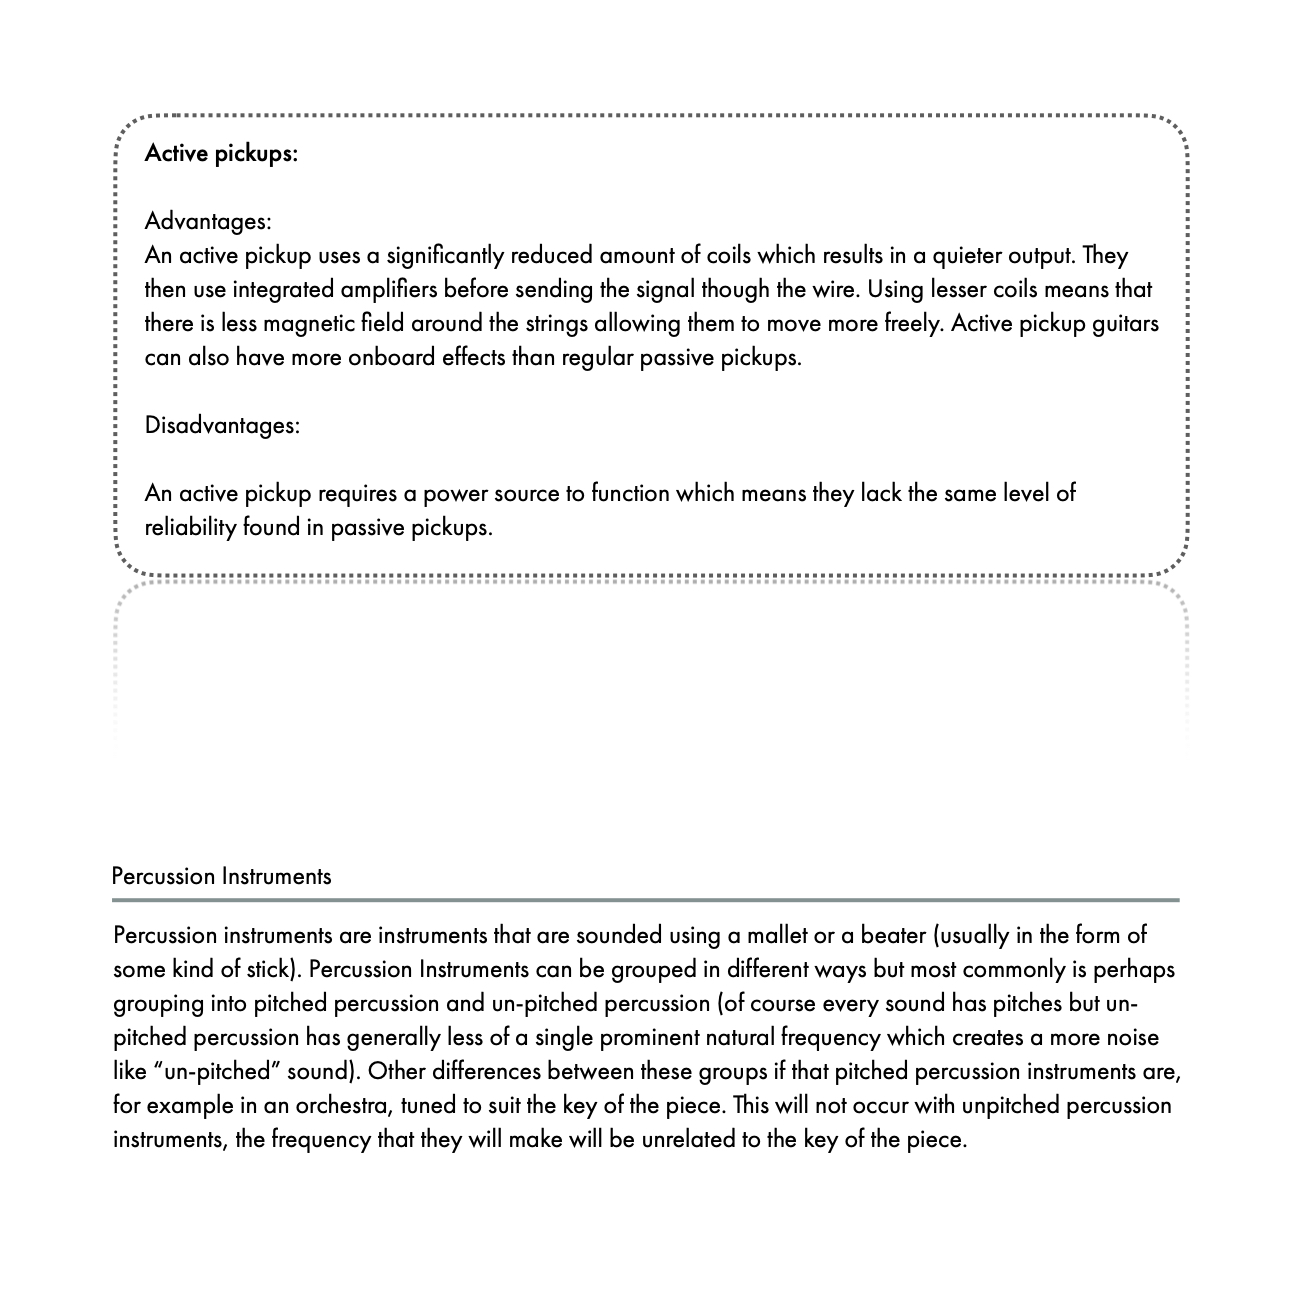 Active pickups:
Advantages:
An active pickup uses a significantly reduced amount of coils which results in a quieter output. They
then use integrated amplifiers before sending the signal though the wire. Using lesser coils means that
there is less magnetic field around the strings allowing them to move more freely. Active pickup guitars
can also have more onboard effects than regular passive pickups.
Disadvantages:
An active pickup requires a power source to function which means they lack the same level of
reliability found in passive pickups.
Percussion Instruments
Percussion instruments are instruments that are sounded using a mallet or a beater (usually in the form of
some kind of stick). Percussion Instruments can be grouped in different ways but most commonly is perhaps
grouping into pitched percussion and un-pitched percussion (of course every sound has pitches but un-
pitched percussion has generally less of a single prominent natural frequency which creates a more noise
like “un-pitched” sound). Other differences between these groups if that pitched percussion instruments are,
for example in an orchestra, tuned to suit the key of the piece. This will not occur with unpitched percussion
instruments, the frequency that they will make will be unrelated to the key of the piece.